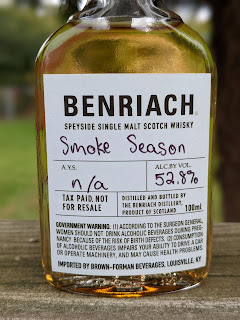 BENRIACH
SPEYSIDE SINGLE MALT SCOTCH WHISKY
Smoke Season
A.Y.S.
n/a
ALC.BY VOL.
52.8%
TAX PAID. NOT
FOR RESALE
DISTILLED AND BOTTLED BY
THE BENRIACH DISTILLERY,
PRODUCT OF SCOTLAND
100ml
GOVERNMENT WARNING: (1) ACCORDING TO THE SURGEON GENERAL,
WOMEN SHOULD NOT DRINK ALCOHOLIC BEVERAGES DURING PREG-
NANCY BECAUSE OF THE RISK OF BIRTH DEFECTS. (2) CONSUMPTION
OF ALCOHOLIC BEVERAGES IMPAIRS YOUR ABILITY TO DRIVE A CAR
OR OPERATE MACHINERY, AND MAY CAUSE HEALTH PROBLEMS.
IMPORTED BY BROWN-FORMAN BEVERAGES, LOUISVILLE, KY